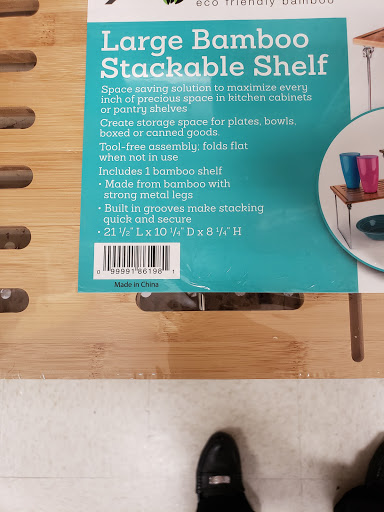 eco friendly bamboo
Large Bamboo
Stackable Shelf
Space saving solution to maximize every
inch of precious space in kitchen cabinets
or pantry shelves
Create storage space for plates, bowls,
boxed or canned goods.
Tool-free assembly; folds flat
when not in use
Includes 1 bamboo shelf
• Made from bamboo with
strong metal legs
• Built in grooves make stacking
quick and secure
• 21 1/2" L x 10 1/4" D x 8 1/4" H
0 99991 86198 1
Made in China